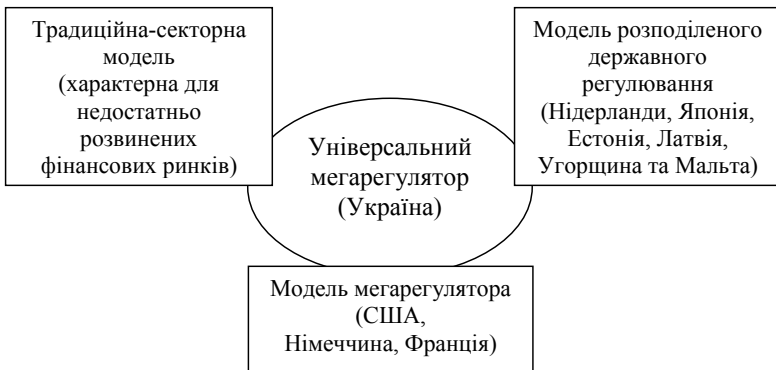 Традиційна-секторна
модель
(характерна для
недостатньо
розвинених
фінансових ринків)
Модель розподіленого
державного
регулювання
(Нідерланди, Японія,
Естонія, Латвія,
Угорщина та Мальта)
Універсальний
мегарегулятор
(Україна)
Модель мегарегулятора
(США,
Німеччина, Франція)